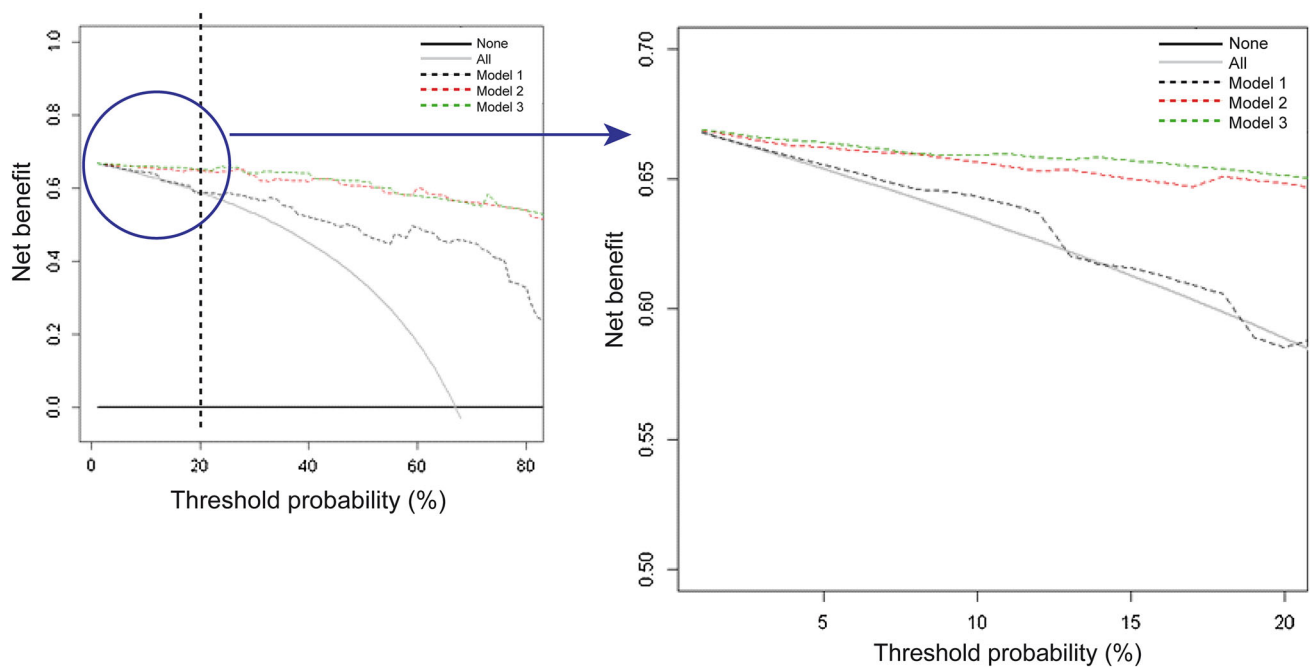 None
All
Model 1
Model 2
Model 3
Net benefit
1.0
0.8
0.6
0.4
0.2
0.0
0 20 40 60 80
Threshold probability (%)
None
All
Model 1
Model 2
Model 3
Net benefit
0.70
0.65
0.60
0.55
0.50
5 10 15 20
Threshold probability (%)